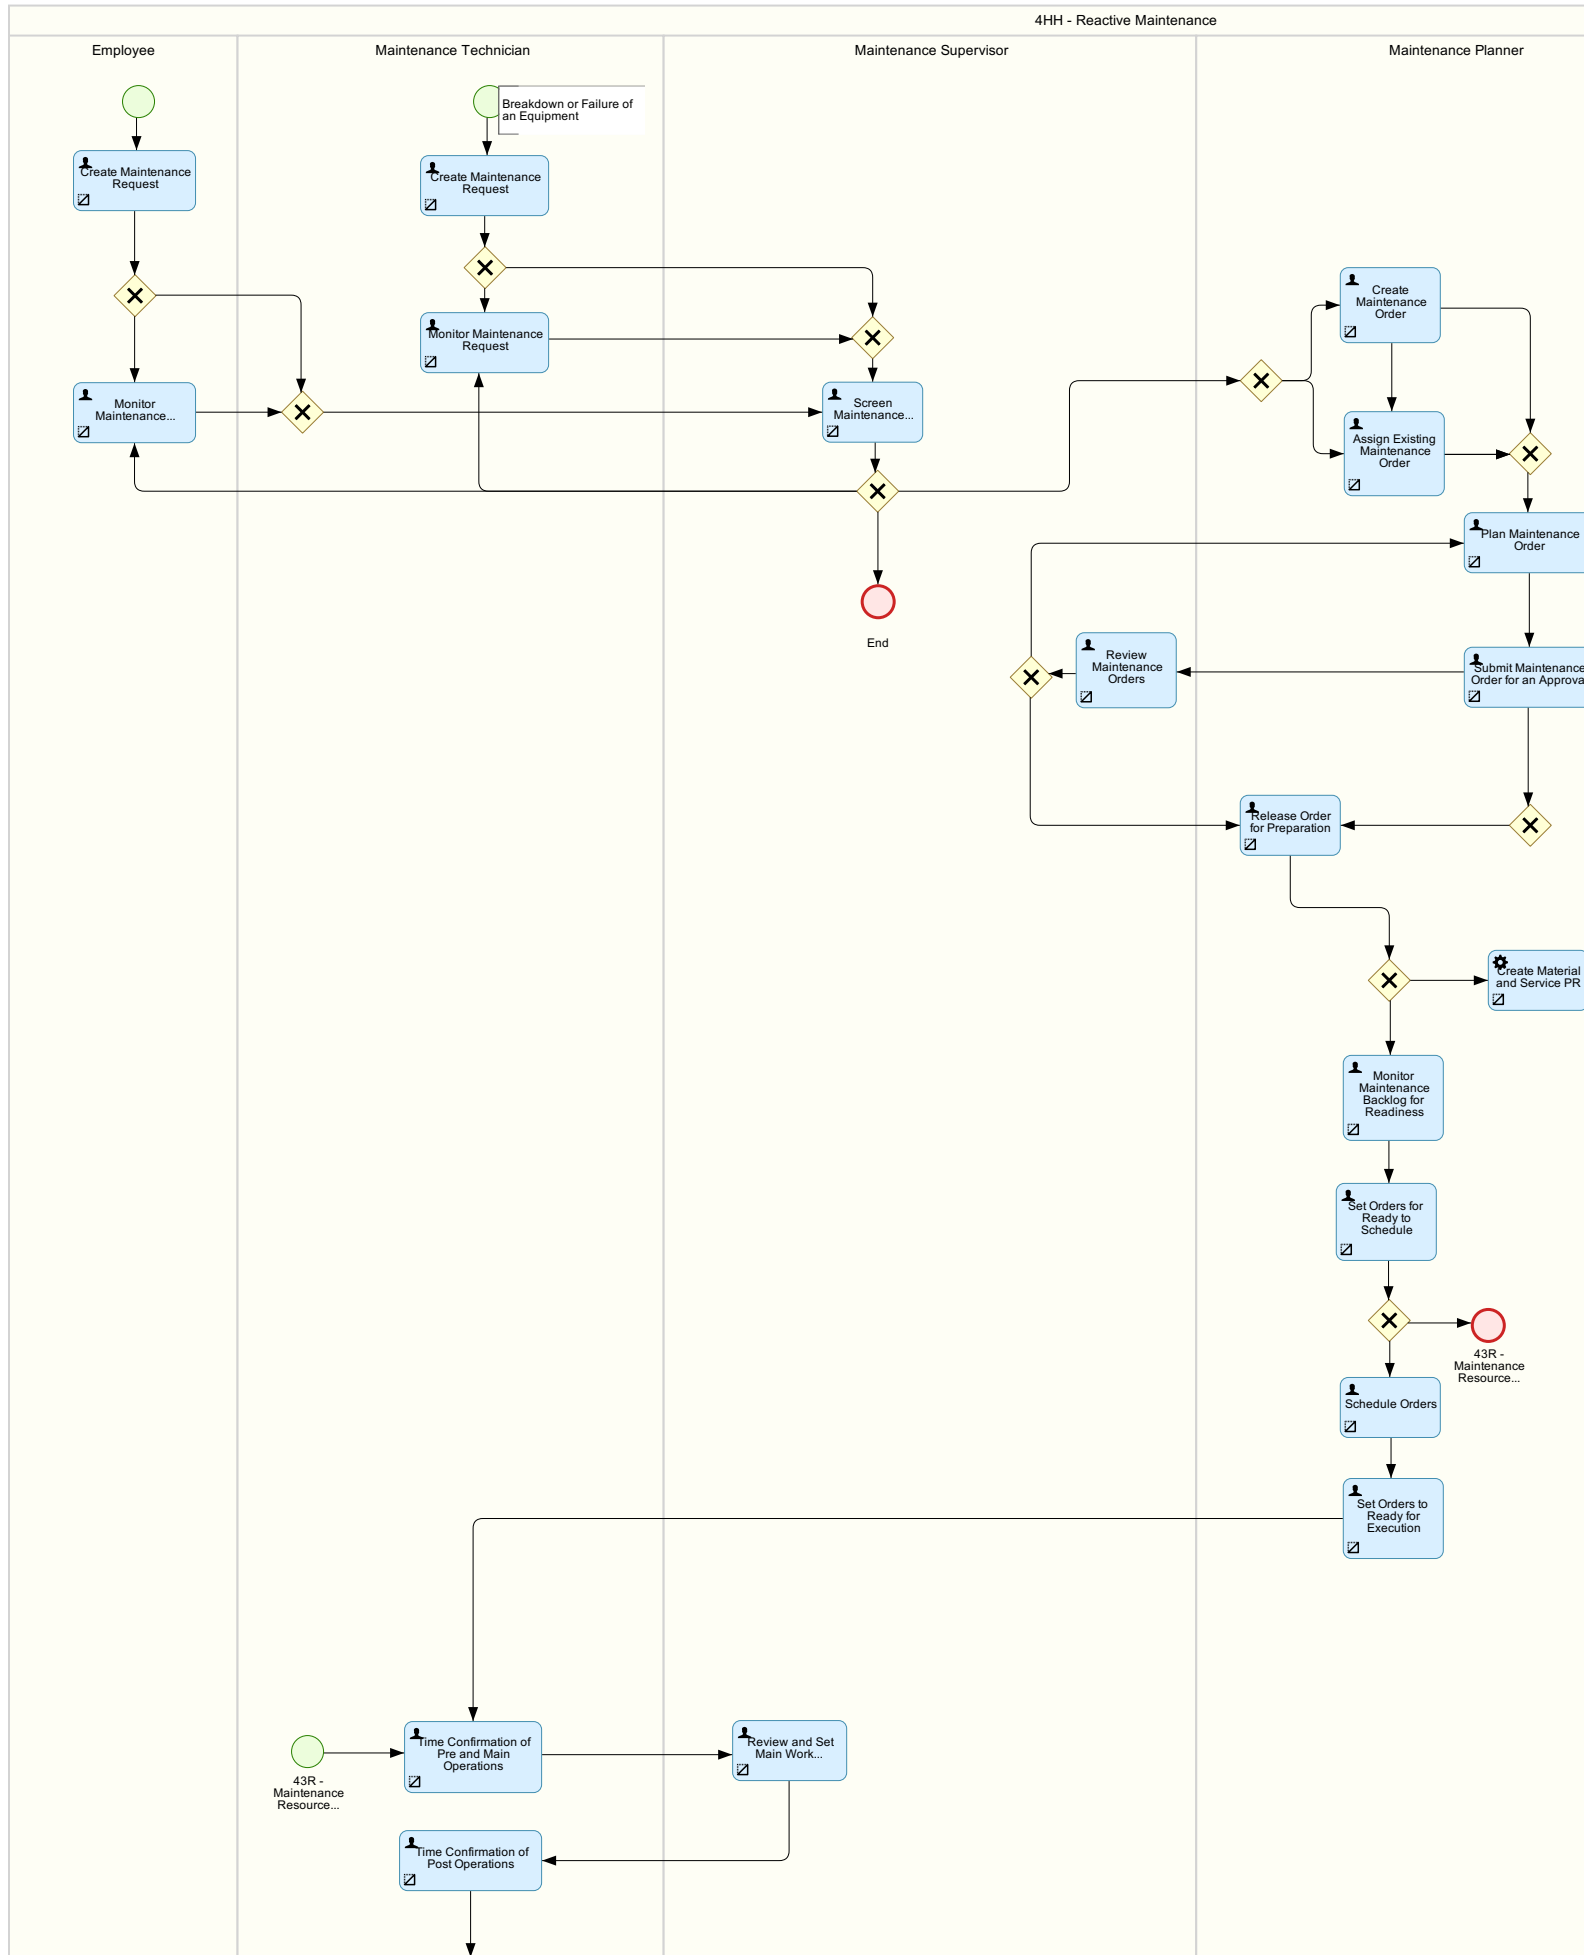 4HH - Reactive Maintenance
Employee
Maintenance Technician
Maintenance Supervisor
Maintenance Planner
Breakdown or Failure of
an Equipment
Create Maintenance
Request
Create Maintenance
Request
Monitor Maintenance
Request
Create
Maintenance
Order
Monitor
Maintenance...
Screen
Maintenance...
Assign Existing
Maintenance
Order
Plan Maintenance
Order
End
Review
Maintenance
Orders
Submit Maintenance
Order for an Approva
Release Order
for Preparation
Create Material
and Service PR
Monitor
Maintenance
Backlog for
Readiness
Set Orders for
Ready to
Schedule
43R -
Maintenance
Resource...
Schedule Orders
Set Orders to
Ready for
Execution
Time Confirmation of
Pre and Main
Operations
Review and Set
Main Work...
43R -
Maintenance
Resource...
Time Confirmation of
Post Operations